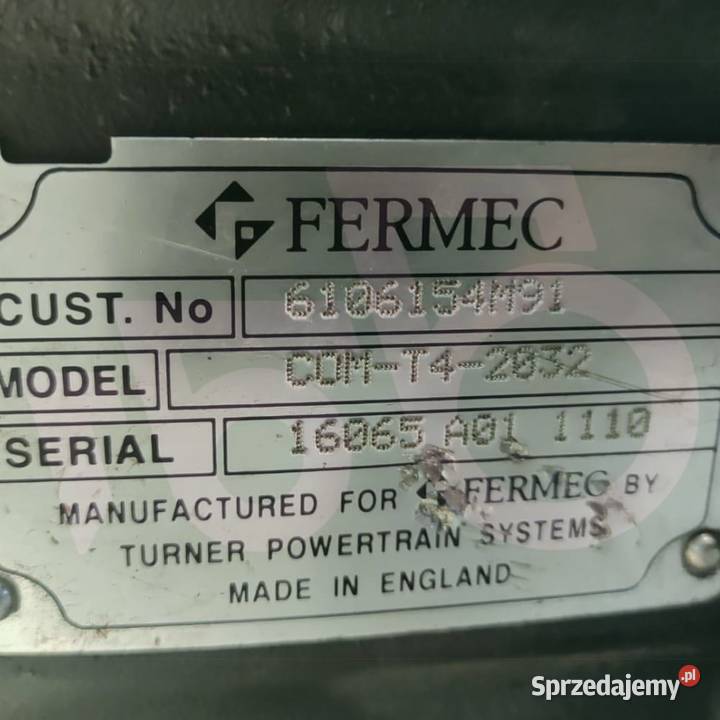 FERMEC
CUST. No 6106154M91
MODEL COM-T4-2032
SERIAL 16065 A01 1110
MANUFACTURED FOR FERMEC BY
TURNER POWERTRAIN SYSTEMS
MADE IN ENGLAND
Sprzedajemy.pl